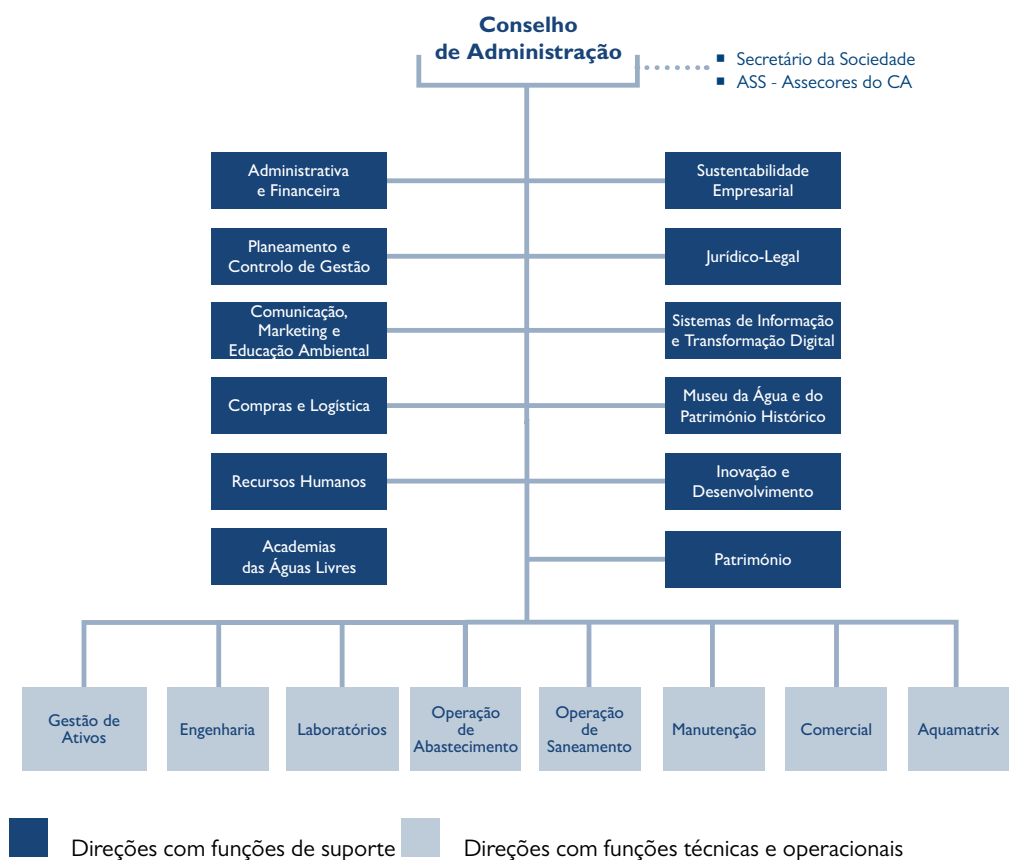 Conselho
de Administração
▪ Secretário da Sociedade
▪ ASS - Assecores do CA
Administrativa
e Financeira
Sustentabilidade
Empresarial
Planeamento e
Controlo de Gestão
Jurídico-Legal
Comunicação,
Marketing e
Educação Ambiental
Sistemas de Informação
e Transformação Digital
Compras e Logística
Museu da Água e do
Património Histórico
Recursos Humanos
Inovação e
Desenvolvimento
Academias
das Águas Livres
Património
Gestão de
Ativos
Engenharia
Laboratórios
Operação
de
Abastecimento
Operação
de
Saneamento
Manutenção
Comercial
Aquamatrix
Direções com funções de suporte
Direções com funções técnicas e operacionais